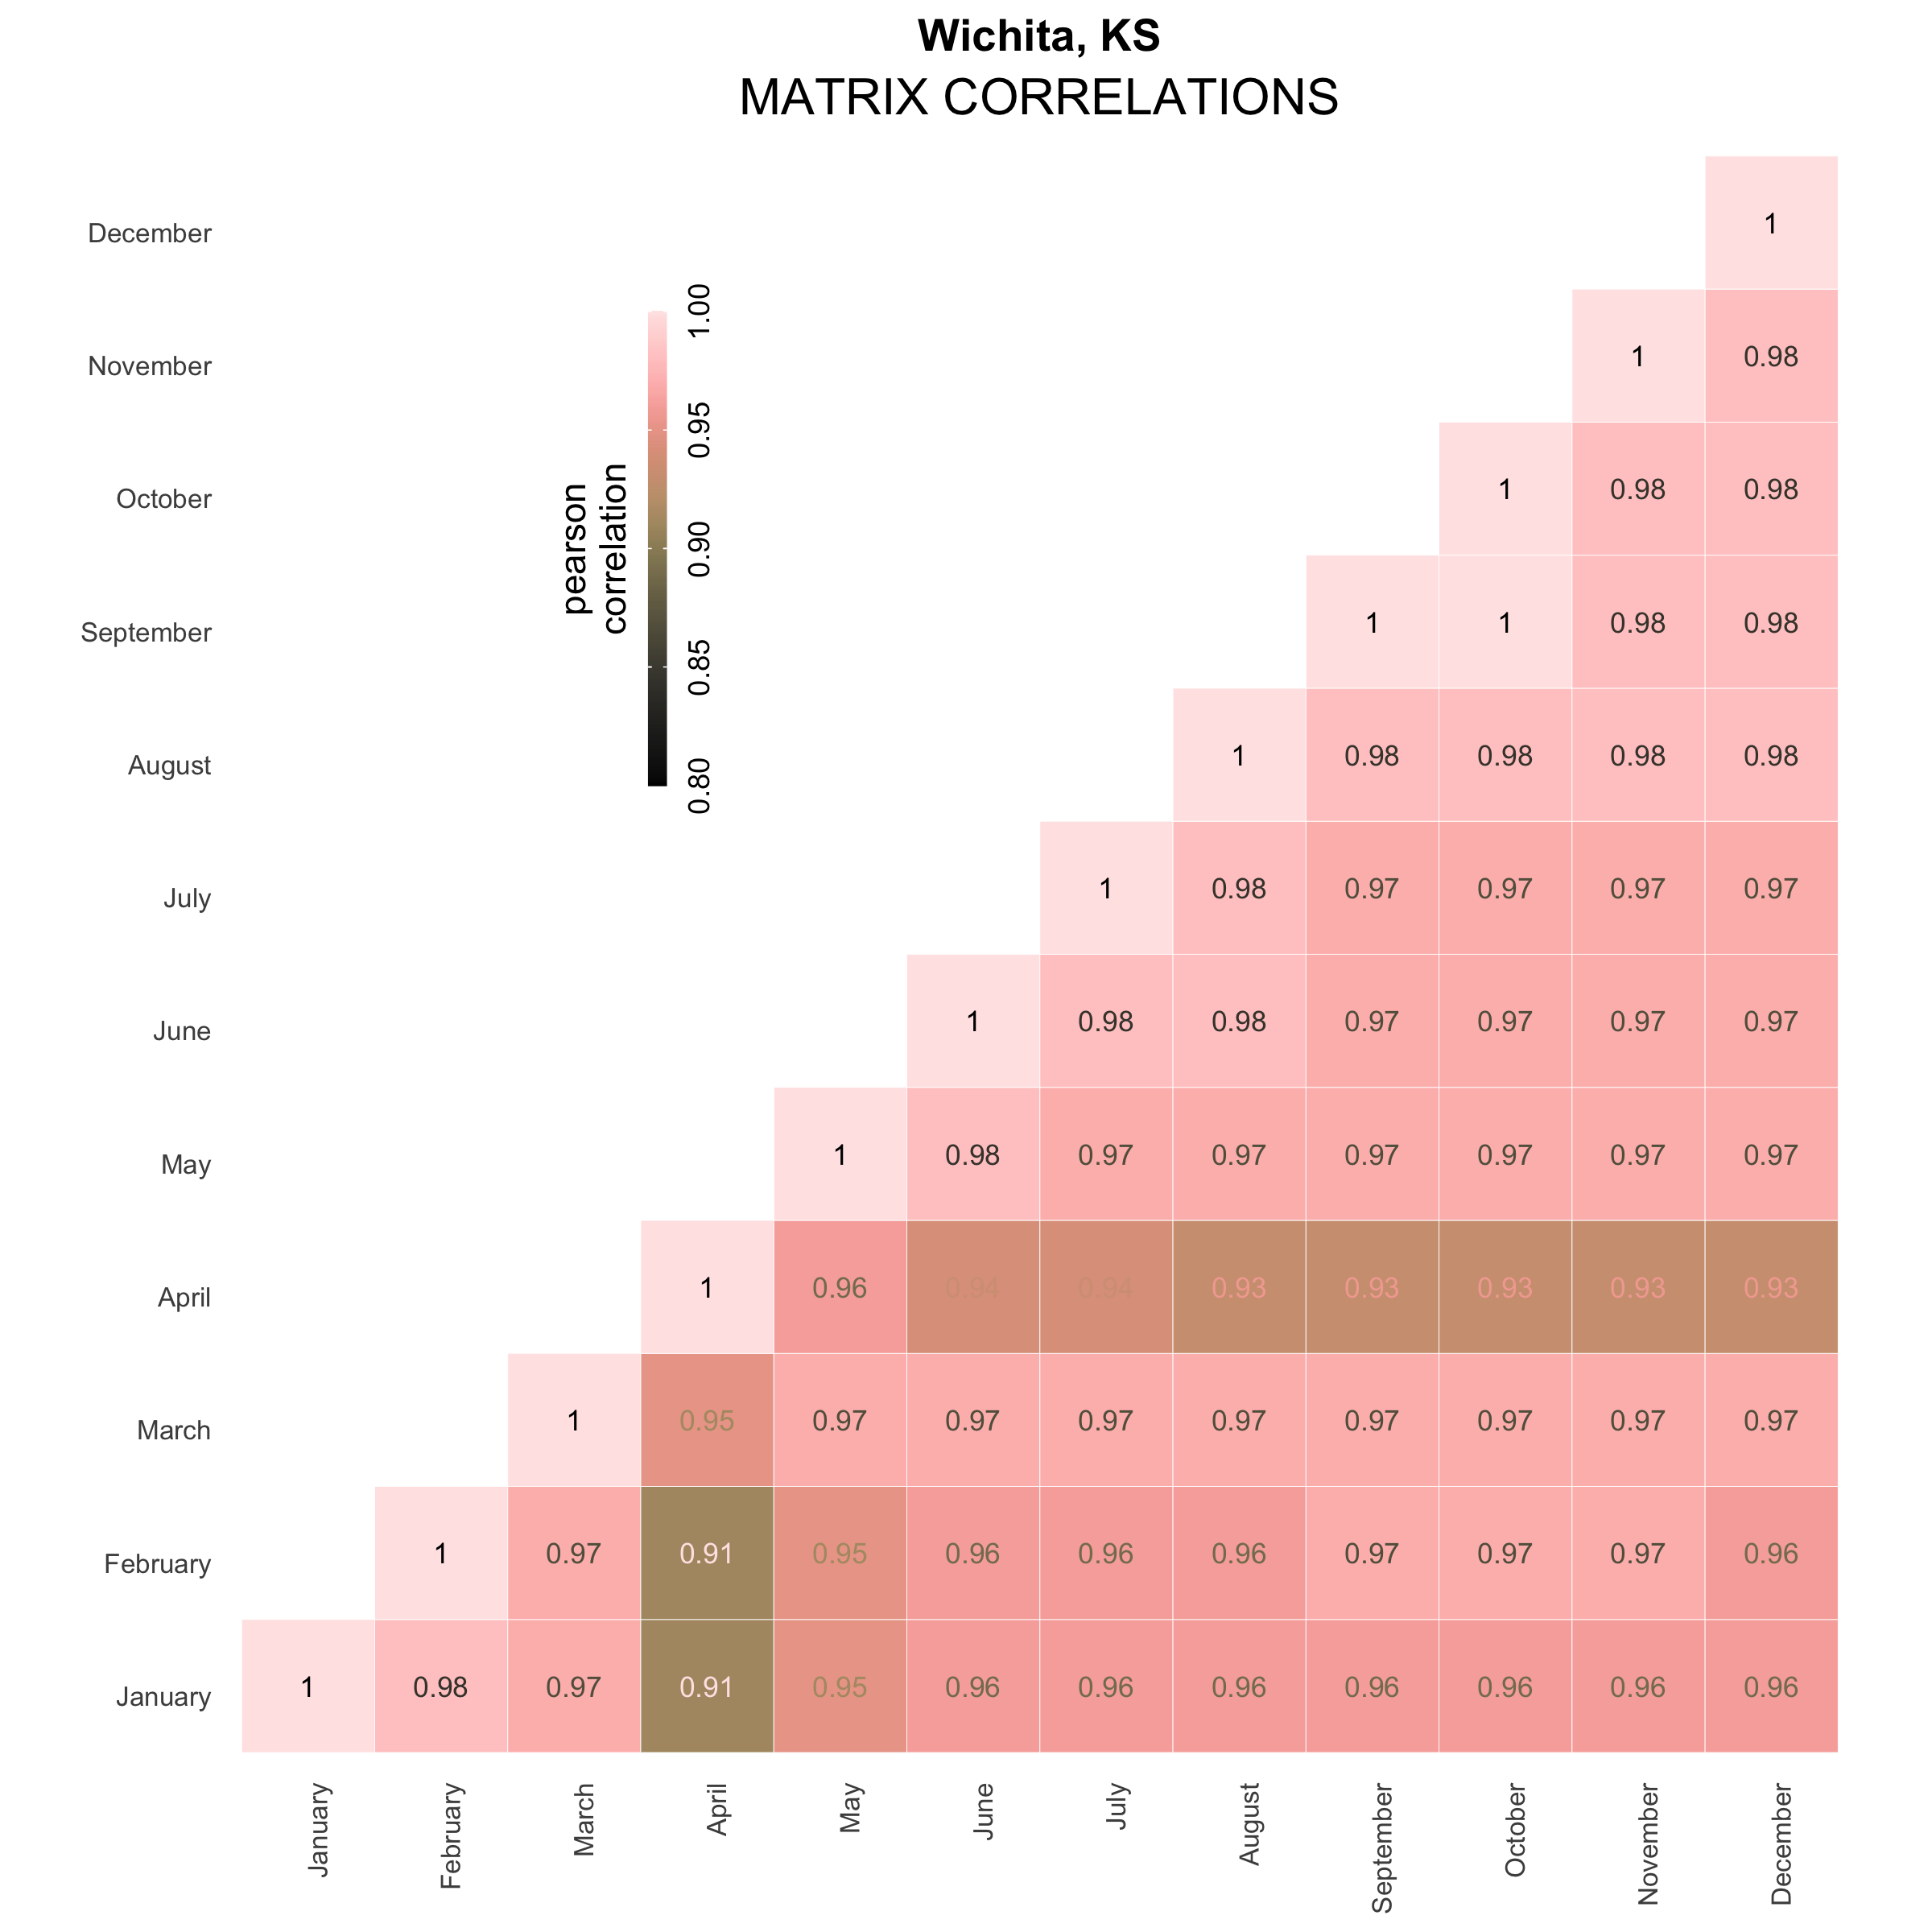 Wichita, KS
MATRIX CORRELATIONS
pearson
correlation
1.00
0.95
0.90
0.85
0.80
December 1
November 1 0.98
October 1 0.98 0.98
September 1 1 0.98 0.98
August 1 0.98 0.98 0.98 0.98
July 1 0.98 0.97 0.97 0.97 0.97
June 1 0.98 0.98 0.97 0.97 0.97 0.97
May 1 0.98 0.97 0.97 0.97 0.97 0.97 0.97
April 1 0.96 0.94 0.94 0.93 0.93 0.93 0.93 0.93
March 1 0.95 0.97 0.97 0.97 0.97 0.97 0.97 0.97 0.97
February 1 0.97 0.91 0.95 0.96 0.96 0.96 0.97 0.97 0.97 0.96
January 1 0.98 0.97 0.91 0.95 0.96 0.96 0.96 0.96 0.96 0.96 0.96
January February March April May June July August September October November December